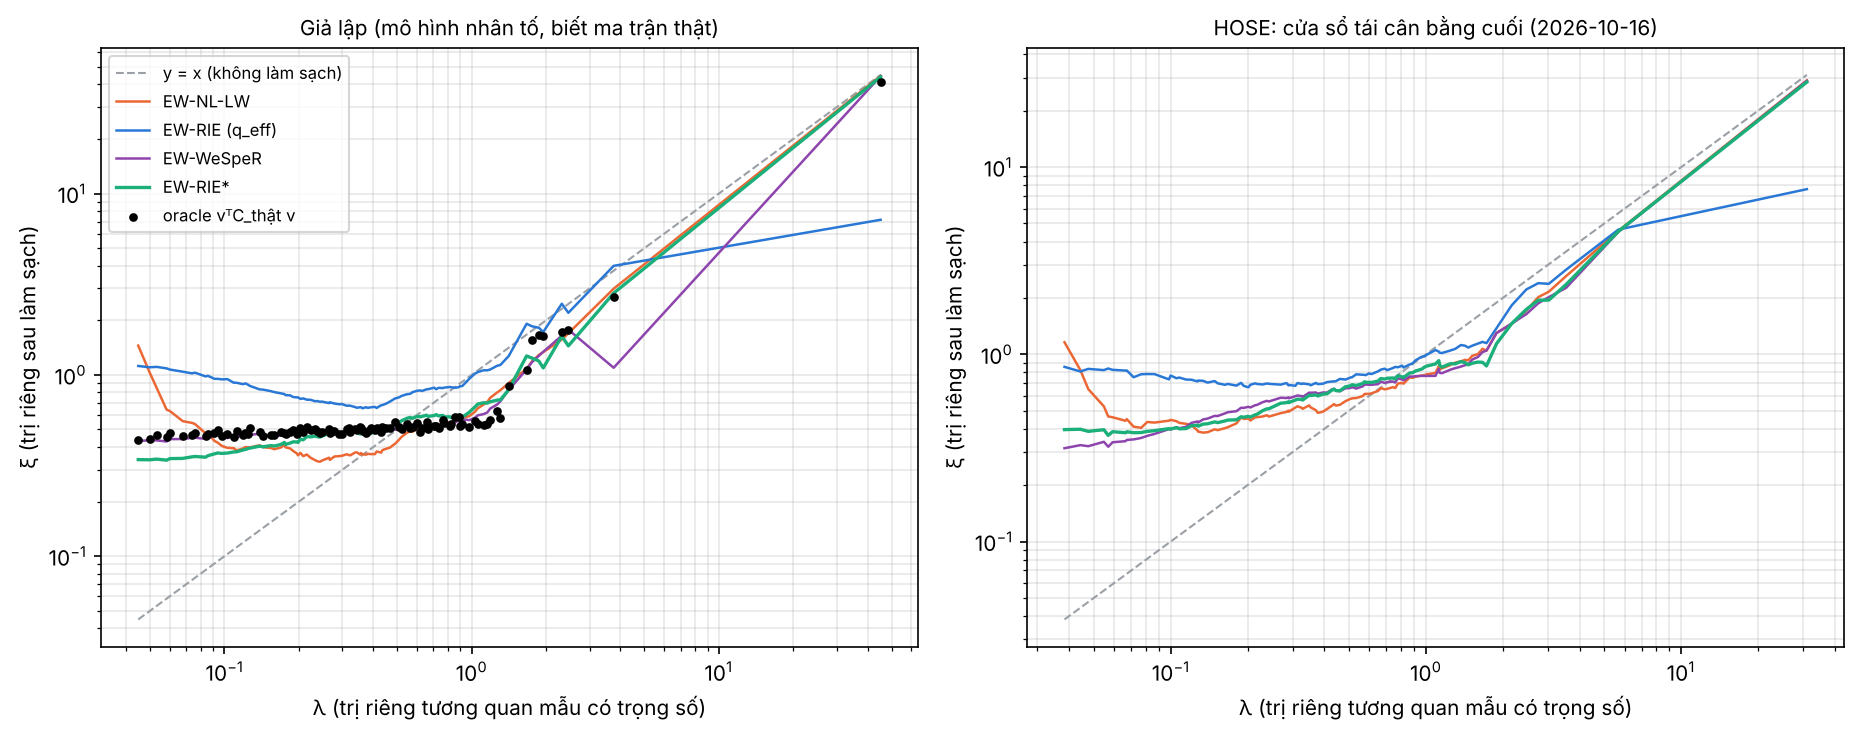 Giả lập (mô hình nhân tố, biết ma trận thật)
y = x (không làm sạch)
EW-NL-LW
EW-RIE (q_eff)
EW-WeSpeR
EW-RIE*
oracle vᵀC_thật v
10¹
10⁰
10⁻¹
ξ (trị riêng sau làm sạch)
10⁻¹
10⁰
10¹
λ (trị riêng tương quan mẫu có trọng số)
HOSE: cửa sổ tái cân bằng cuối (2026-10-16)
10¹
10⁰
10⁻¹
ξ (trị riêng sau làm sạch)
10⁻¹
10⁰
10¹
λ (trị riêng tương quan mẫu có trọng số)